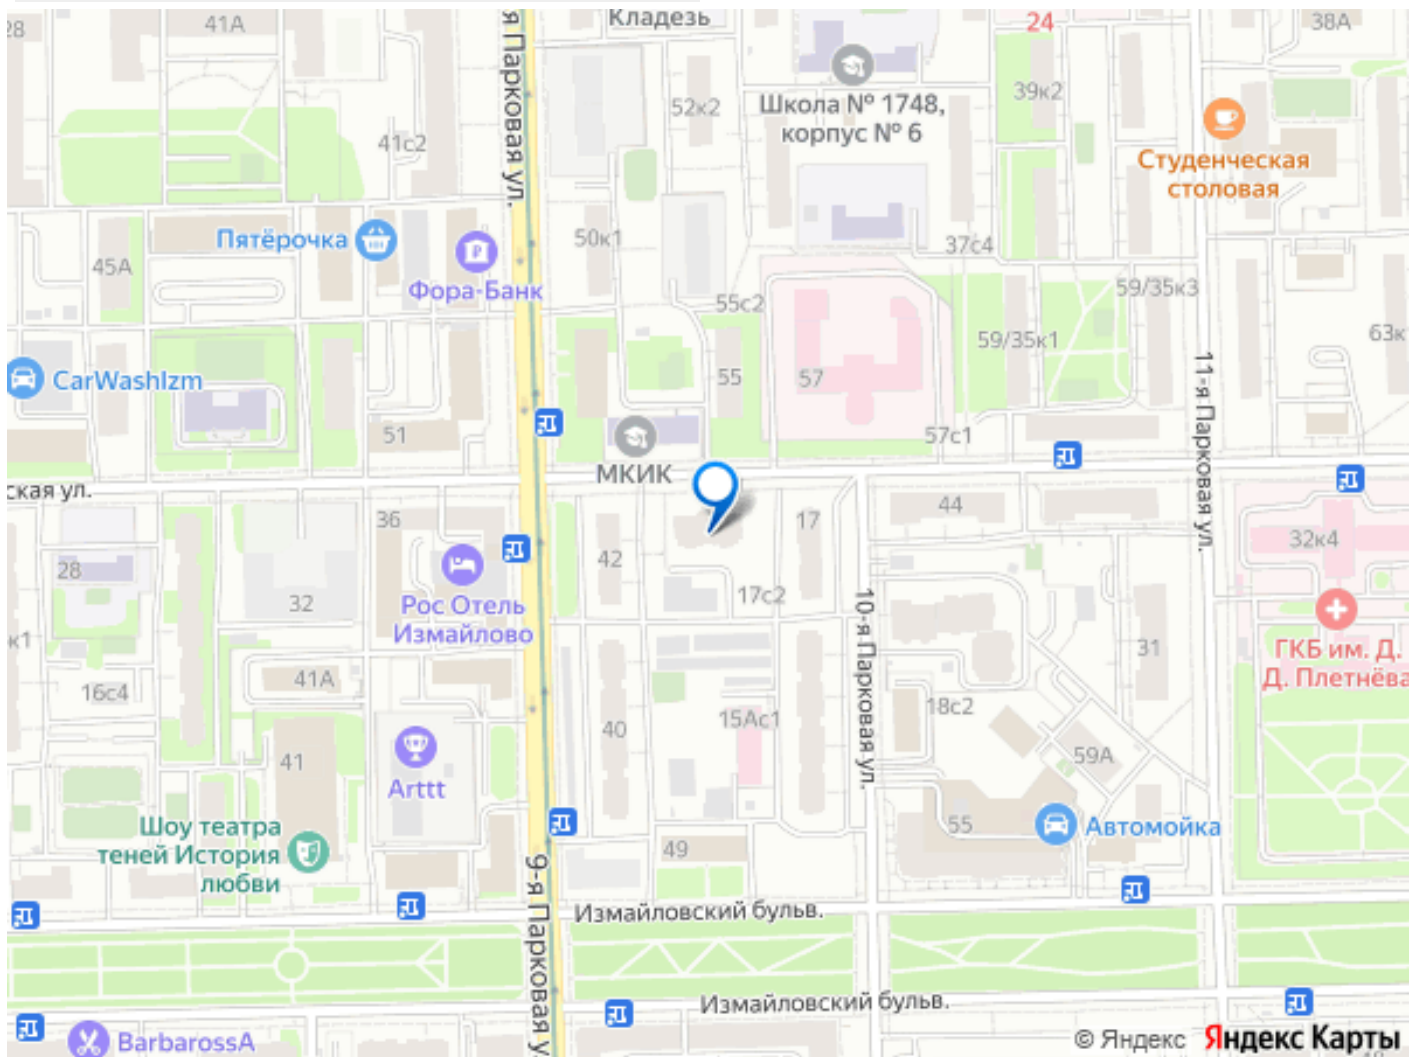 28
41А
Кладезь
24
38А
я Парковая ул.
52к2
Школа № 1748,
корпус № 6
39к2
Студенческая
столовая
41с2
Пятёрочка
Фора-Банк
50к1
37с4
45А
55с2
59/35к3
59/35к1
63к
CarWashIzm
55
57
11-я Парковая ул.
51
57с1
МКИК
ская ул.
36
44
17
42
32к4
28
32
Рос Отель
Измайлово
17с2
10-я Парковая ул.
31
ГКБ им. Д.
Д. Плетнёва
к1
16с4
41А
40
15Ас1
18с2
59А
41
Arttt
55
Автомойка
Шоу театра
теней История
любви
49
9-я Парковая у
Измайловский бульв.
Измайловский бульв.
BarbarossA
© Яндекс Яндекс Карты